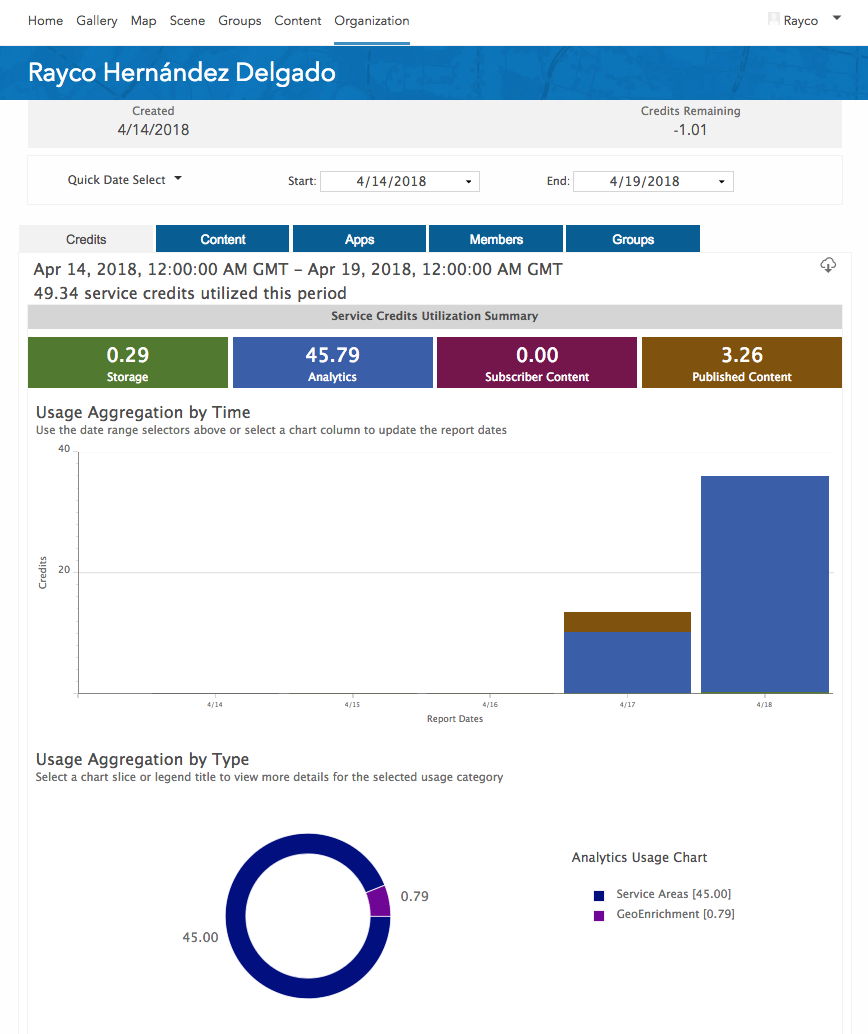 Home Gallery Map Scene Groups Content Organization Rayco
Rayco Hernández Delgado
Created Credits Remaining
4/14/2018 -1.01
Quick Date Select Start: 4/14/2018 End: 4/19/2018
Credits Content Apps Members Groups
Apr 14, 2018, 12:00:00 AM GMT – Apr 19, 2018, 12:00:00 AM GMT
49.34 service credits utilized this period
Service Credits Utilization Summary
0.29 45.79 0.00 3.26
Storage Analytics Subscriber Content Published Content
Usage Aggregation by Time
Use the date range selectors above or select a chart column to update the report dates
40
20
Credits
4/14 4/15 4/16 4/17 4/18
Report Dates
Usage Aggregation by Type
Select a chart slice or legend title to view more details for the selected usage category
Analytics Usage Chart
Service Areas [45.00]
0.79
GeoEnrichment [0.79]
45.00